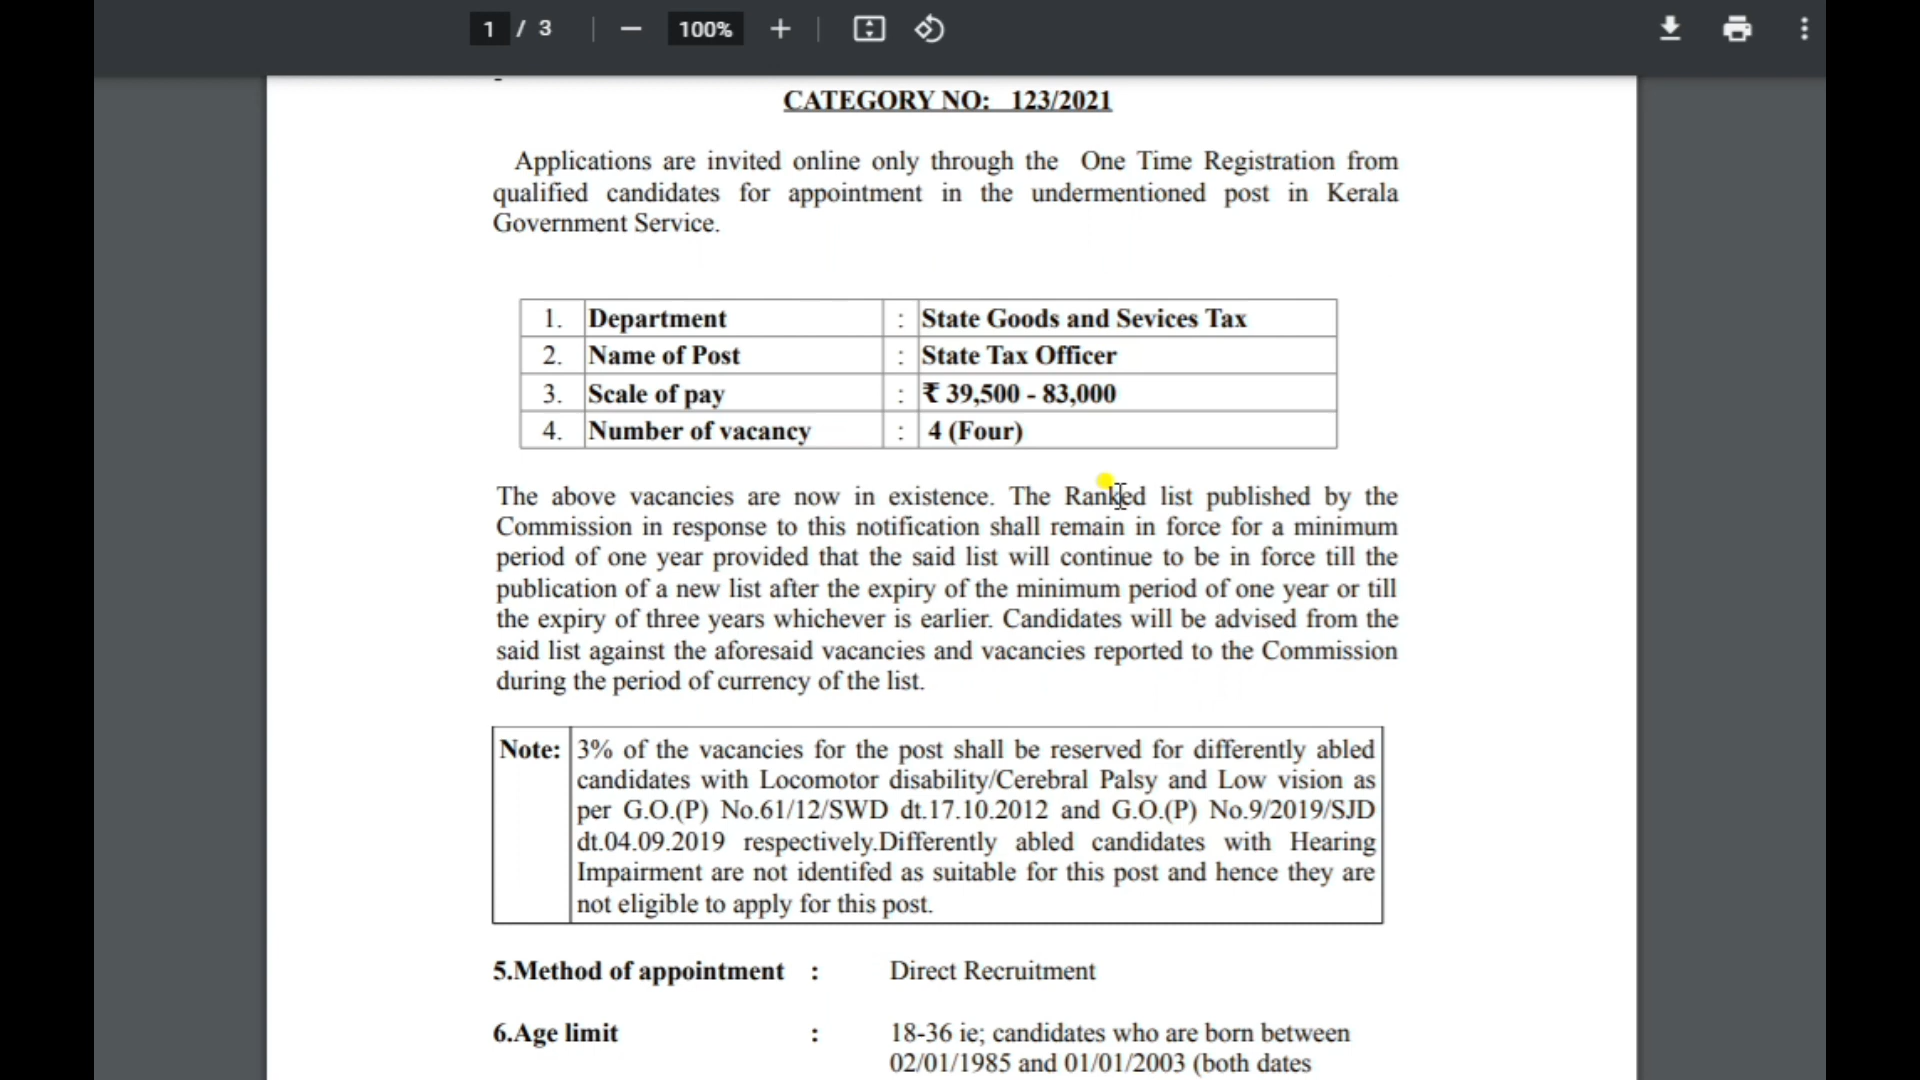 1 / 3 100%
CATEGORY NO: 123/2021
Applications are invited online only through the One Time Registration from
qualified candidates for appointment in the undermentioned post in Kerala
Government Service.
1. Department : State Goods and Sevices Tax
2. Name of Post : State Tax Officer
3. Scale of pay : ₹ 39,500 - 83,000
4. Number of vacancy : 4 (Four)
The above vacancies are now in existence. The Ranked list published by the
Commission in response to this notification shall remain in force for a minimum
period of one year provided that the said list will continue to be in force till the
publication of a new list after the expiry of the minimum period of one year or till
the expiry of three years whichever is earlier. Candidates will be advised from the
said list against the aforesaid vacancies and vacancies reported to the Commission
during the period of currency of the list.
Note: 3% of the vacancies for the post shall be reserved for differently abled
candidates with Locomotor disability/Cerebral Palsy and Low vision as
per G.O.(P) No.61/12/SWD dt.17.10.2012 and G.O.(P) No.9/2019/SJD
dt.04.09.2019 respectively.Differently abled candidates with Hearing
Impairment are not identifed as suitable for this post and hence they are
not eligible to apply for this post.
5.Method of appointment : Direct Recruitment
6.Age limit : 18-36 ie; candidates who are born between
02/01/1985 and 01/01/2003 (both dates